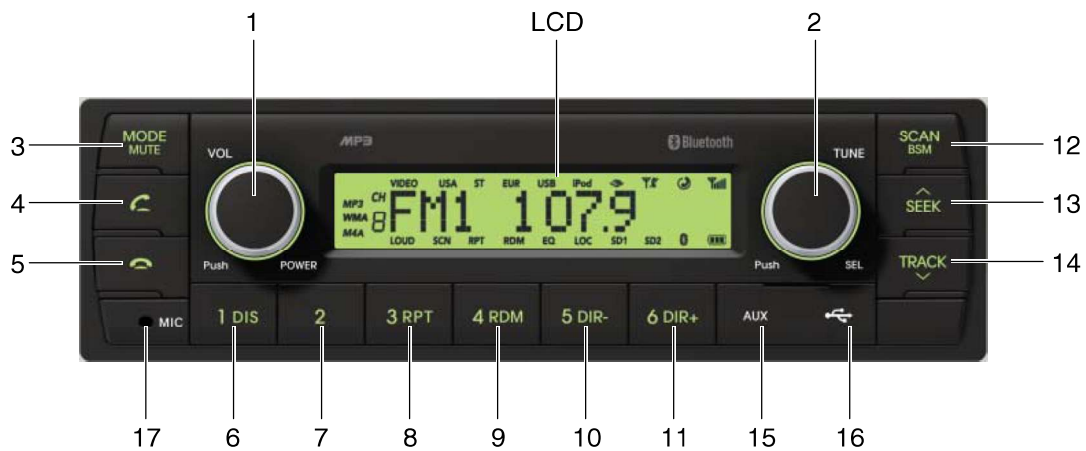 1 LCD 2
MODE
MUTE
SCAN
BSM
3
12
VOL
MP3
Bluetooth
TUNE
VIDEO USA ST EUR USB iPod
MP3 CH
WMA
M4A
8
FM1 107.9
LOUD SCN RPT RDM EQ LOC SD1 SD2
4
SEEK
13
5
TRACK
14
Push POWER
Push SEL
MIC
1 DIS
2
3 RPT
4 RDM
5 DIR-
6 DIR+
AUX
17 6 7 8 9 10 11 15 16